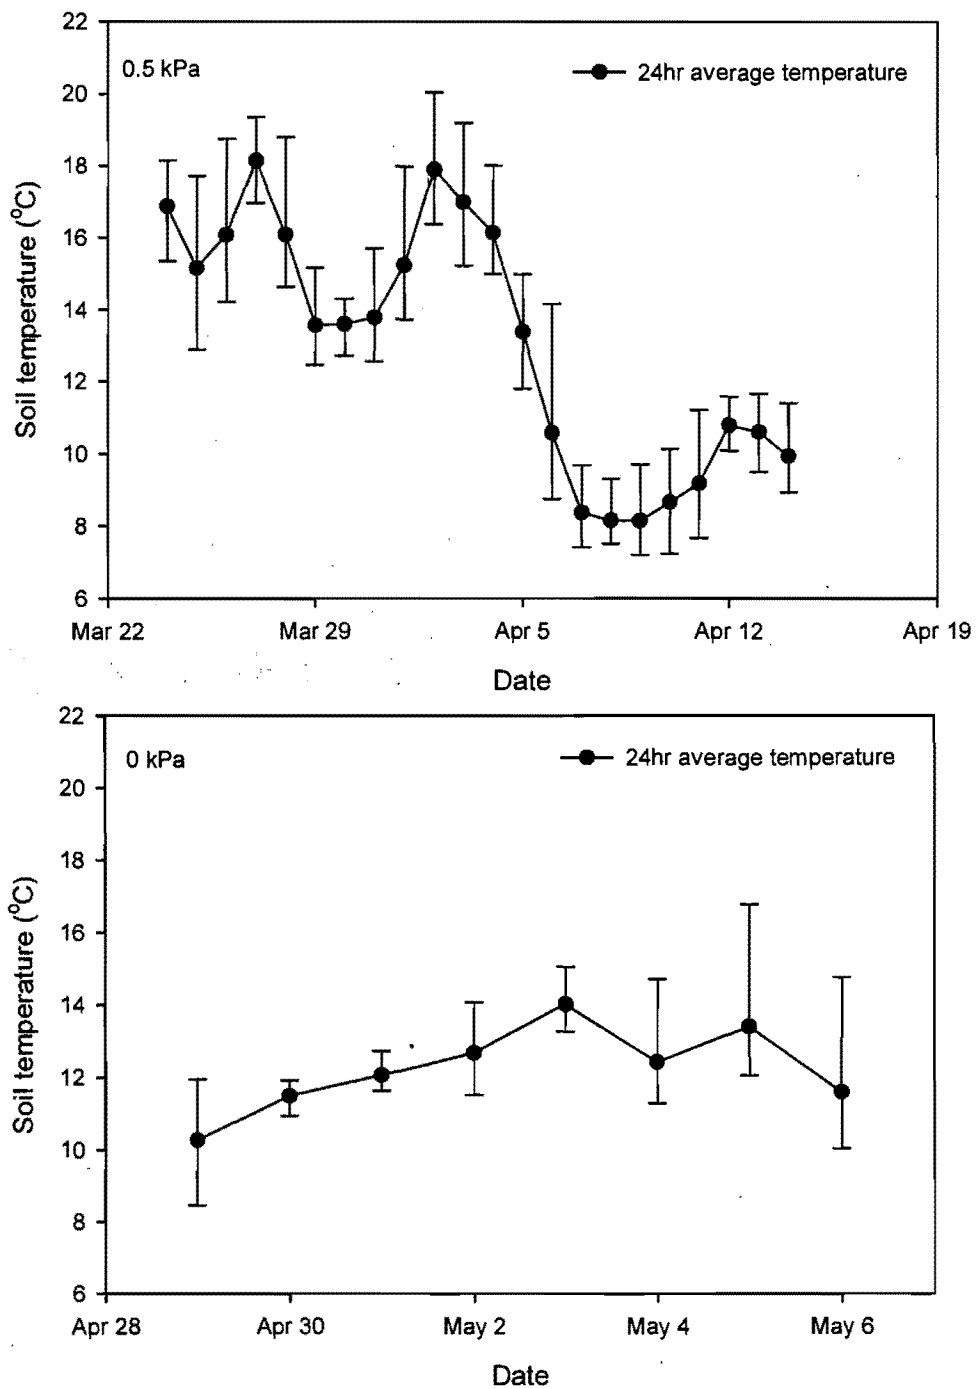 22
0.5 kPa
24hr average temperature
20
18
16
14
12
10
8
6
Soil temperature (°C)
Mar 22 Mar 29 Apr 5 Apr 12 Apr 19
Date
22
0 kPa
24hr average temperature
20
18
16
14
12
10
8
6
Soil temperature (°C)
Apr 28 Apr 30 May 2 May 4 May 6
Date